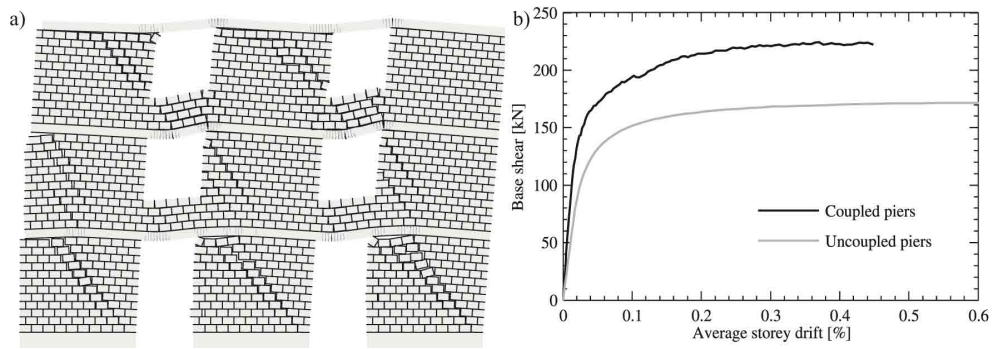 a)
b)
250
200
150
100
50
0
Base shear [kN]
Coupled piers
Uncoupled piers
0 0.1 0.2 0.3 0.4 0.5 0.6
Average storey drift [%]